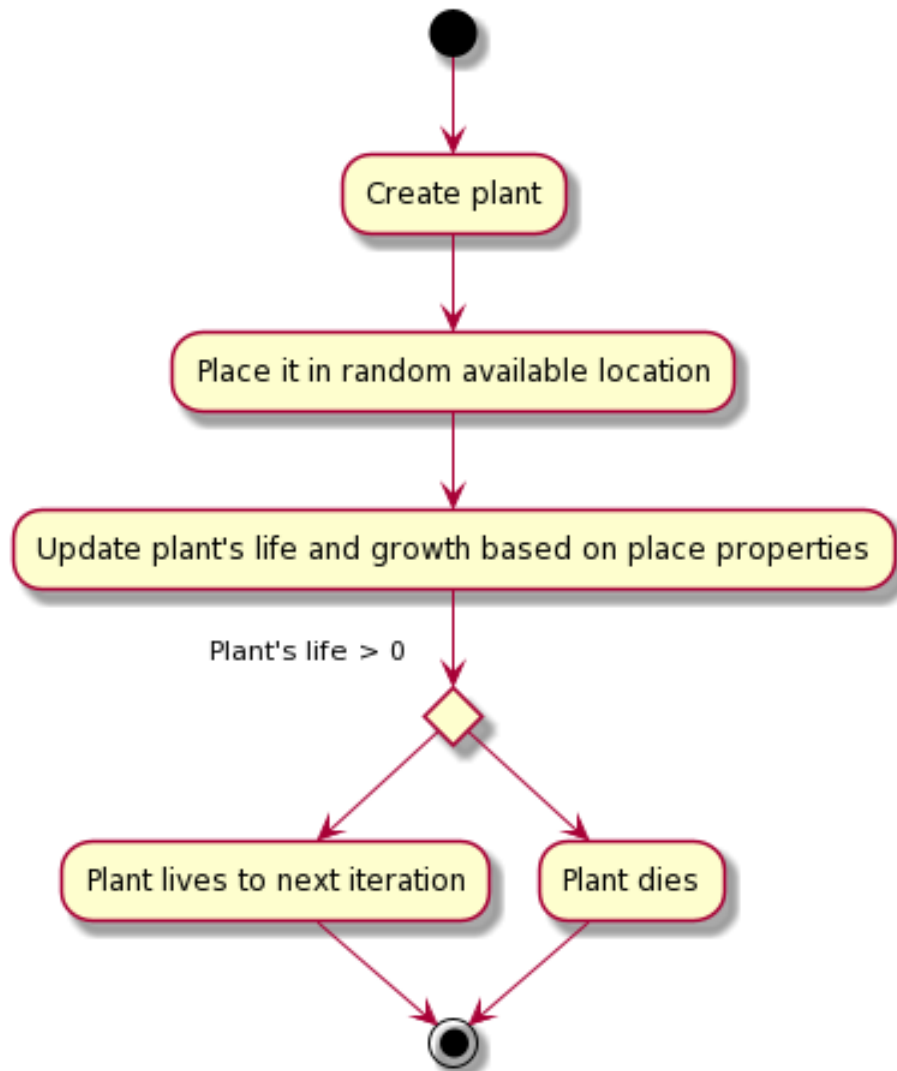 Create plant
Place it in random available location
Update plant's life and growth based on place properties
Plant's life > 0
Plant lives to next iteration
Plant dies